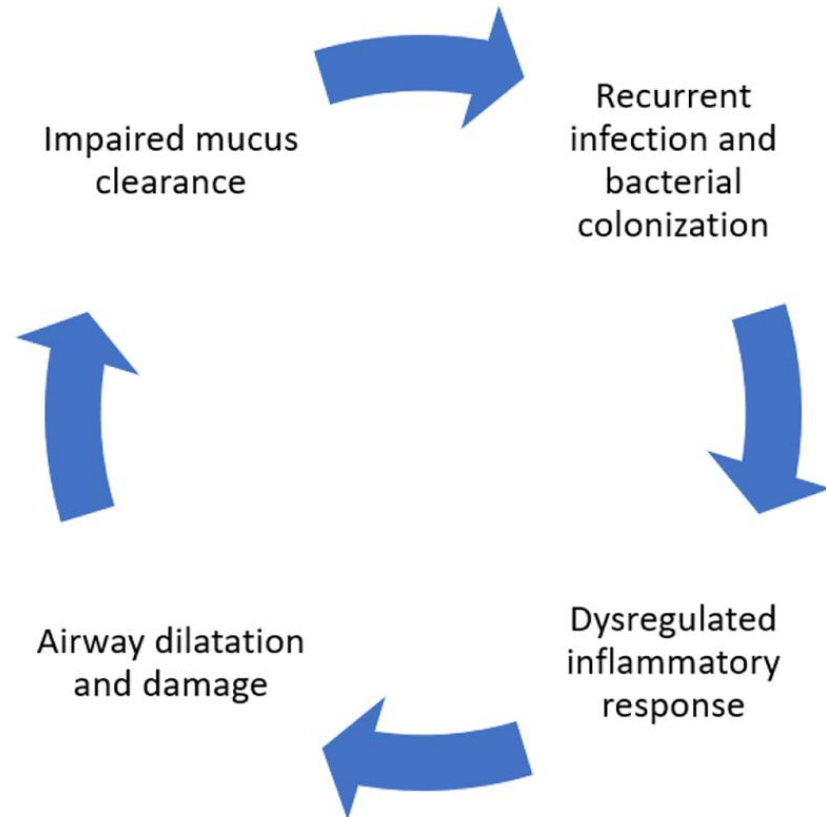 Impaired mucus
clearance
Recurrent
infection and
bacterial
colonization
Dysregulated
inflammatory
response
Airway dilatation
and damage